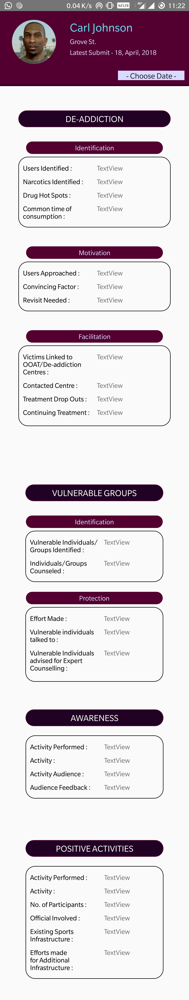 0.04 K/s VoLTE 4G+ 11:22
Carl Johnson
Grove St.
Latest Submit - 18, April, 2018
- Choose Date -
DE-ADDICTION
Identification
Users Identified : TextView
Narcotics Identified : TextView
Drug Hot Spots : TextView
Common time of TextView
consumption :
Motivation
Users Approached : TextView
Convincing Factor : TextView
Revisit Needed : TextView
Facilitation
Victims Linked to TextView
OOAT/De-addiction
Centres :
Contacted Centre : TextView
Treatment Drop Outs : TextView
Continuing Treatment : TextView
VULNERABLE GROUPS
Identification
Vulnerable Individuals/ TextView
Groups Identified :
Individuals/Groups TextView
Counseled :
Protection
Effort Made : TextView
Vulnerable individuals TextView
talked to :
Vulnerable Individuals TextView
advised for Expert
Counselling :
AWARENESS
Activity Performed : TextView
Activity : TextView
Activity Audience : TextView
Audience Feedback : TextView
POSITIVE ACTIVITIES
Activity Performed : TextView
Activity : TextView
No. of Participants : TextView
Official Involved : TextView
Existing Sports TextView
Infrastructure :
Efforts made TextView
for Additional
Infrastructure :